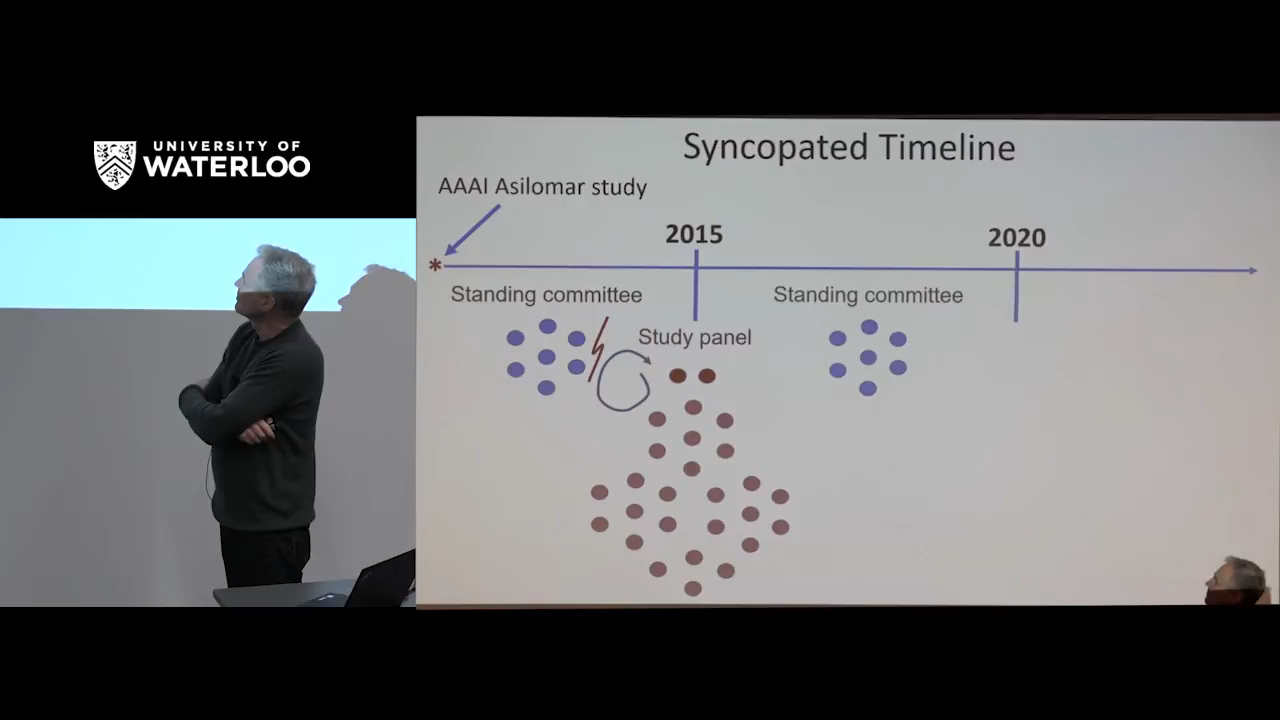 UNIVERSITY OF
WATERLOO
Syncopated Timeline
AAAI Asilomar study
2015
2020
*
Standing committee
Standing committee
Study panel